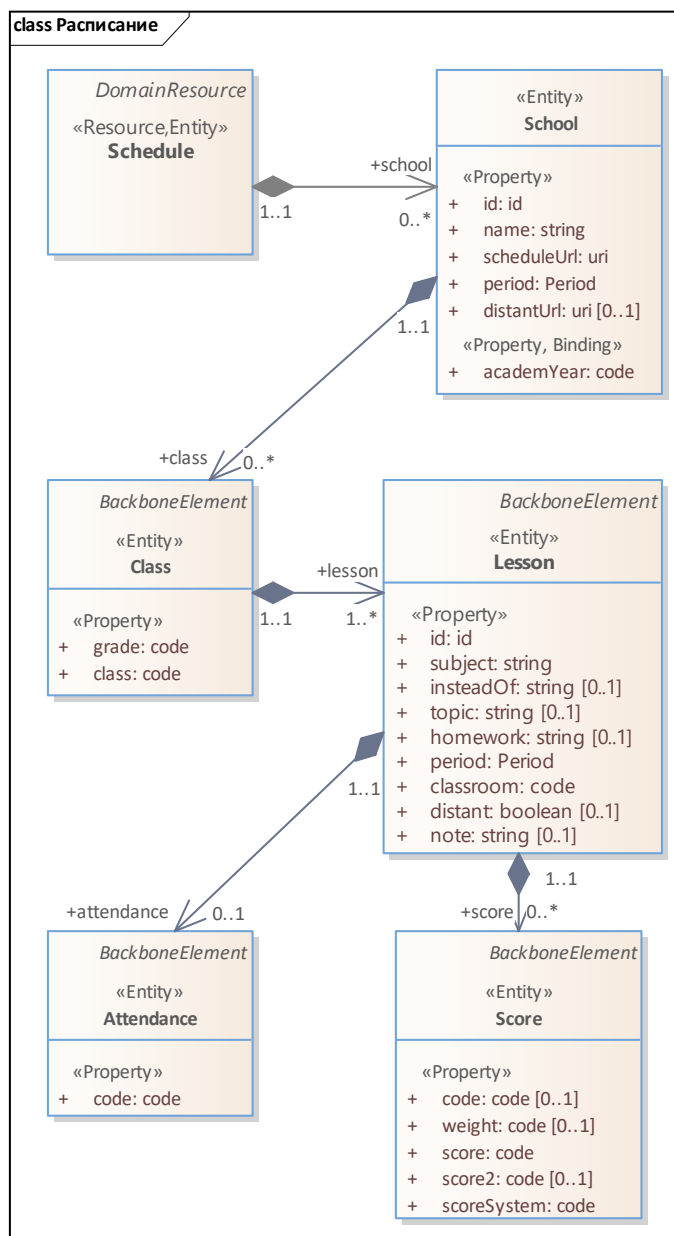 class Расписание
DomainResource
«Resource,Entity»
Schedule
«Entity»
School
«Property»
+ id: id
+ name: string
+ scheduleUrl: uri
+ period: Period
+ distantUrl: uri [0..1]
«Property, Binding»
+ academYear: code
+school
1..1
0..*
1..1
+class
0..*
BackboneElement
«Entity»
Class
«Property»
+ grade: code
+ class: code
+lesson
1..1
1..*
BackboneElement
«Entity»
Lesson
«Property»
+ id: id
+ subject: string
+ insteadOf: string [0..1]
+ topic: string [0..1]
+ homework: string [0..1]
+ period: Period
+ classroom: code
+ distant: boolean [0..1]
+ note: string [0..1]
1..1
1..1
+attendance
0..1
+score
0..*
BackboneElement
«Entity»
Attendance
«Property»
+ code: code
BackboneElement
«Entity»
Score
«Property»
+ code: code [0..1]
+ weight: code [0..1]
+ score: code
+ score2: code [0..1]
+ scoreSystem: code